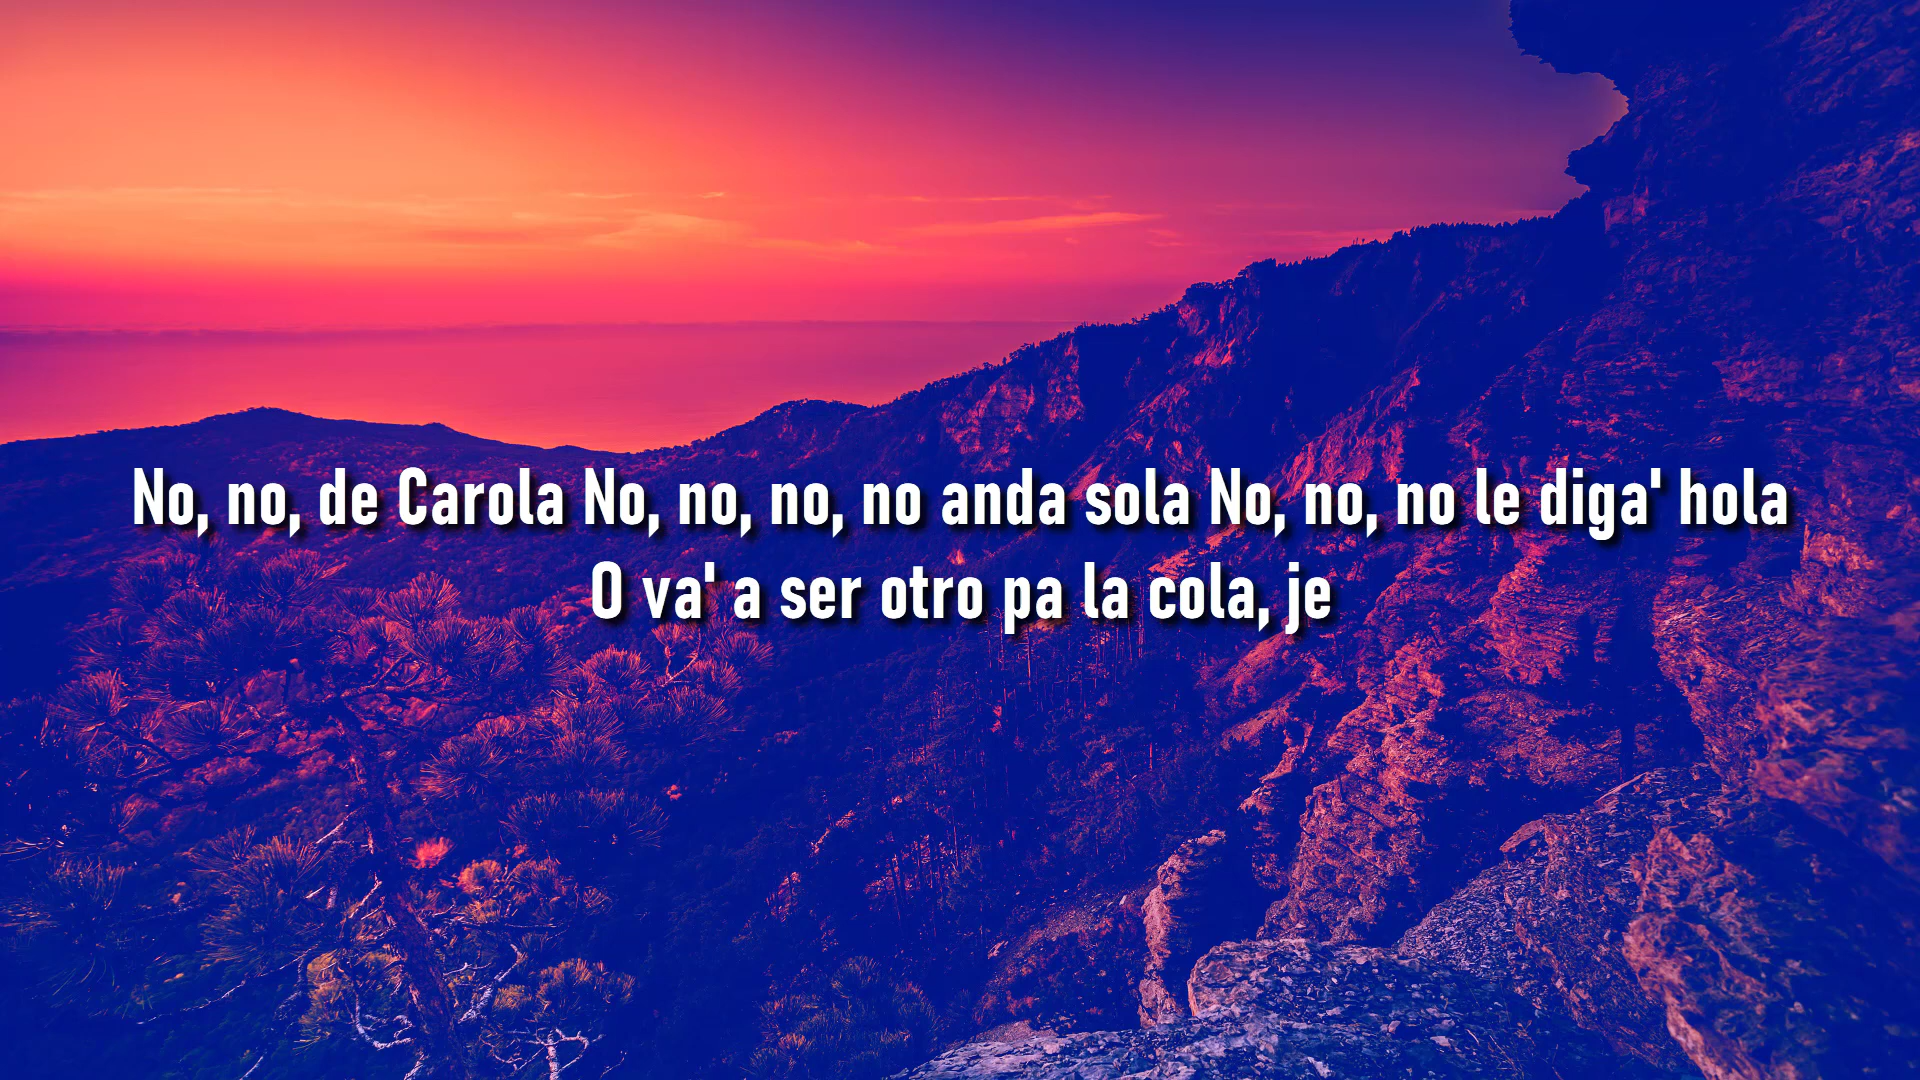 No, no, de Carola No, no, no, no anda sola No, no, no le diga' hola
O va' a ser otro pa la cola, je